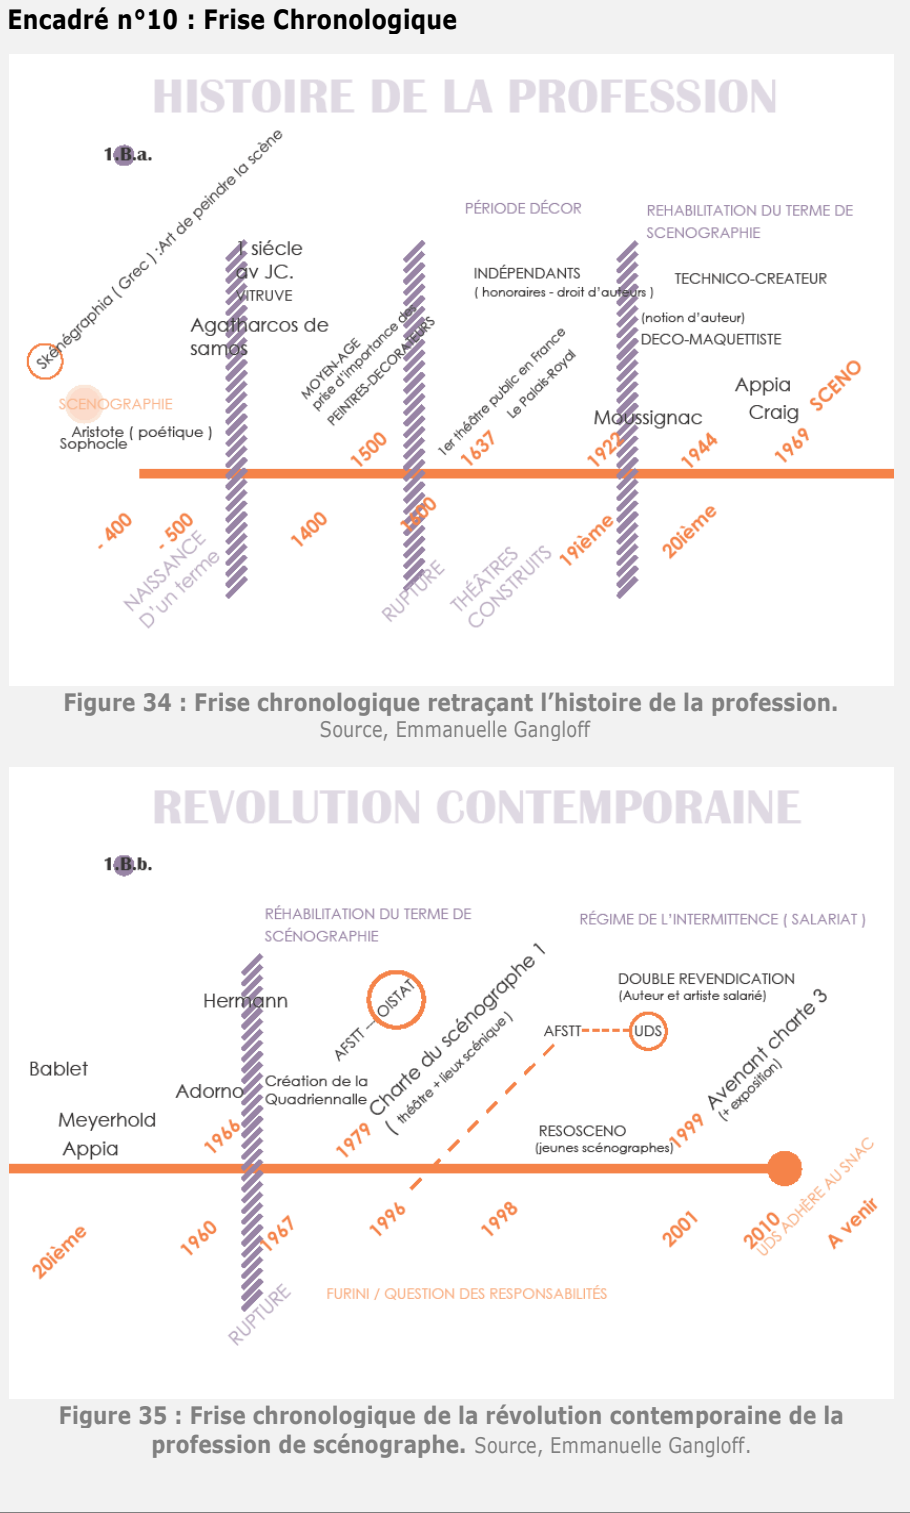 Encadré n°10 : Frise Chronologique
HISTOIRE DE LA PROFESSION
1.B.a.
Skénégraphia ( Grec ) :Art de peindre la scène
SCENOGRAPHIE
Aristote ( poétique )
Sophocle
1 siécle
av JC.
VITRUVE
Agatharcos de
samos
MOYEN-AGE
prise d'importance des
PEINTRES-DECORATEURS
PÉRIODE DÉCOR
INDÉPENDANTS
( honoraires - droit d'auteurs )
1er théâtre public en France
Le Palais-Royal
REHABILITATION DU TERME DE
SCENOGRAPHIE
TECHNICO-CREATEUR
(notion d'auteur)
DECO-MAQUETTISTE
Moussignac
Appia
Craig
SCENO
1500
1637
1922
1944
1969
- 400
- 500
1400
19ième
20ième
NAISSANCE
D'un terme
RUPTURE
THÉÂTRES
CONSTRUITS
Figure 34 : Frise chronologique retraçant l'histoire de la profession.
Source, Emmanuelle Gangloff
REVOLUTION CONTEMPORAINE
1.B.b.
RÉHABILITATION DU TERME DE
SCÉNOGRAPHIE
RÉGIME DE L'INTERMITTENCE ( SALARIAT )
Hermann
AFSTT --- OISTAT
Charte du scénographe 1
( théâtre + lieux scénique )
DOUBLE REVENDICATION
(Auteur et artiste salarié)
AFSTT
UDS
Avenant charte 3
(+ exposition)
Bablet
Adorno
Création de la
Quadriennalle
Meyerhold
Appia
RESOSCENO
(jeunes scénographes)
1966
1979
1999
20ième
1960
1967
1996
1998
2001
2010
UDS ADHÈRE AU SNAC
A venir
RUPTURE
FURINI / QUESTION DES RESPONSABILITÉS
Figure 35 : Frise chronologique de la révolution contemporaine de la
profession de scénographe. Source, Emmanuelle Gangloff.